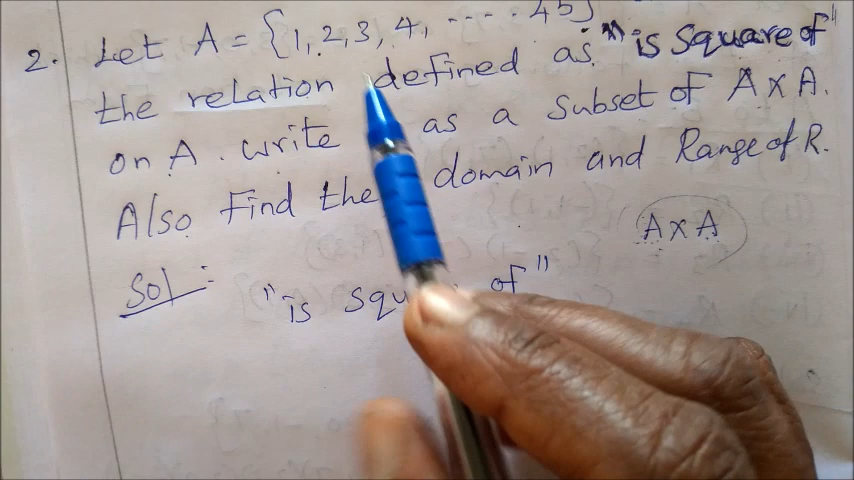 2. Let A = {1, 2, 3, 4, ..... 45}
the relation defined as "is square of"
on A. write as a subset of A X A.
Also find the domain and Range of R.
A X A
Sol: "is squ of"